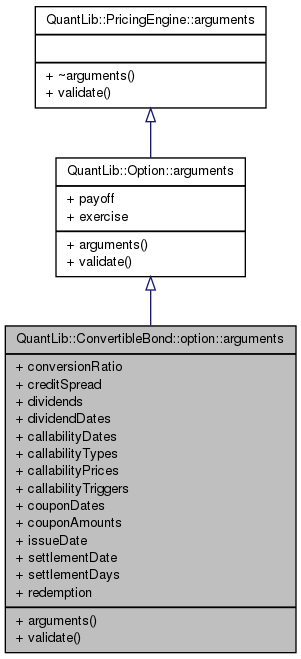 QuantLib::PricingEngine::arguments
+ ~arguments()
+ validate()
QuantLib::Option::arguments
+ payoff
+ exercise
+ arguments()
+ validate()
QuantLib::ConvertibleBond::option::arguments
+ conversionRatio
+ creditSpread
+ dividends
+ dividendDates
+ callabilityDates
+ callabilityTypes
+ callabilityPrices
+ callabilityTriggers
+ couponDates
+ couponAmounts
+ issueDate
+ settlementDate
+ settlementDays
+ redemption
+ arguments()
+ validate()